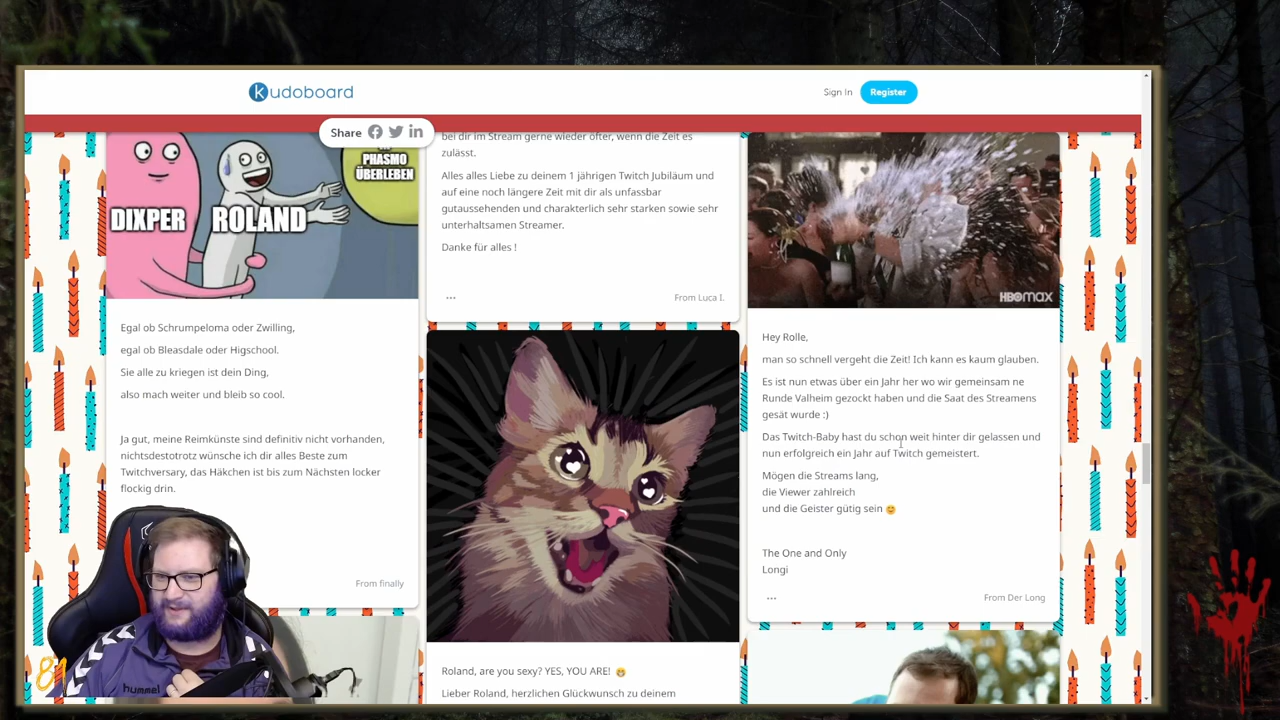 kudoboard
Sign In
Register
Share
PHASMO
ÜBERLEBEN
DIXPER
ROLAND
Egal ob Schrumpeloma oder Zwilling,
egal ob Bleasdale oder Higschool.
Sie alle zu kriegen ist dein Ding,
also mach weiter und bleib so cool.
Ja gut, meine Reimkünste sind definitiv nicht vorhanden,
nichtsdestotrotz wünsche ich dir alles Beste zum
Twitchversary, das Häkchen ist bis zum Nächsten locker
flockig drin.
From finally
bei dir im Stream gerne wieder öfter, wenn die Zeit es
zulässt.
Alles alles Liebe zu deinem 1 jährigen Twitch Jubiläum und
auf eine noch längere Zeit mit dir als unfassbar
gutaussehenden und charakterlich sehr starken sowie sehr
unterhaltsamen Streamer.
Danke für alles !
...
From Luca I.
Roland, are you sexy? YES, YOU ARE! 😁
Lieber Roland, herzlichen Glückwunsch zu deinem
HBOMAX
Hey Rolle,
man so schnell vergeht die Zeit! Ich kann es kaum glauben.
Es ist nun etwas über ein Jahr her wo wir gemeinsam ne
Runde Valheim gezockt haben und die Saat des Streamens
gesät wurde :)
Das Twitch-Baby hast du schon weit hinter dir gelassen und
nun erfolgreich ein Jahr auf Twitch gemeistert.
Mögen die Streams lang,
die Viewer zahlreich
und die Geister gütig sein 😊
The One and Only
Longi
...
From Der Long
hummel
81